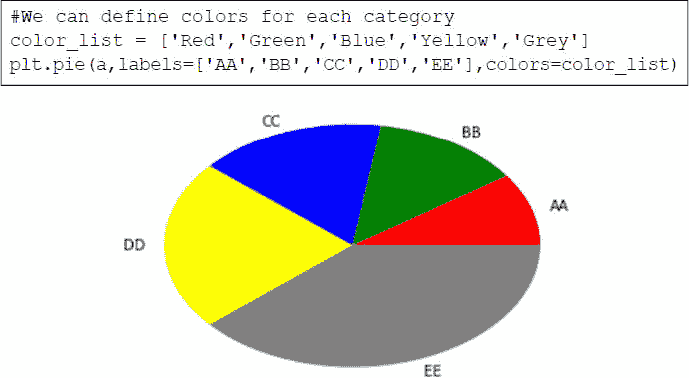 #We can define colors for each category
color_list = ['Red','Green','Blue','Yellow','Grey']
plt.pie(a,labels=['AA','BB','CC','DD','EE'],colors=color_list)
CC
BB
AA
DD
EE